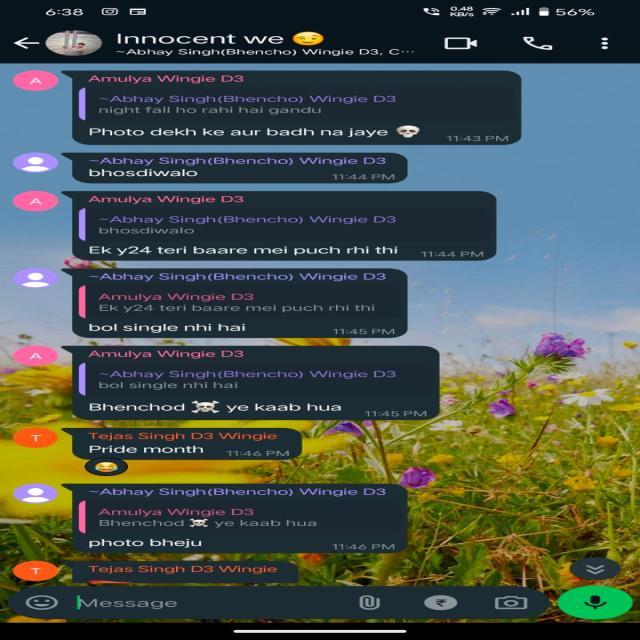 6:38
0.48 KB/s
56%
Innocent we 😉
~Abhay Singh(Bhencho) Wingie D3, C...
A
Amulya Wingie D3
~Abhay Singh(Bhencho) Wingie D3
night fall ho rahi hai gandu
Photo dekh ke aur badh na jaye 💀
11:43 PM
~Abhay Singh(Bhencho) Wingie D3
bhosdiwalo
11:44 PM
A
Amulya Wingie D3
~Abhay Singh(Bhencho) Wingie D3
bhosdiwalo
Ek y24 teri baare mei puch rhi thi
11:44 PM
~Abhay Singh(Bhencho) Wingie D3
Amulya Wingie D3
Ek y24 teri baare mei puch rhi thi
bol single nhi hai
11:45 PM
A
Amulya Wingie D3
~Abhay Singh(Bhencho) Wingie D3
bol single nhi hai
Bhenchod ☠️ ye kaab hua
11:45 PM
T
Tejas Singh D3 Wingie
Pride month
11:46 PM
😂
~Abhay Singh(Bhencho) Wingie D3
Amulya Wingie D3
Bhenchod ☠️ ye kaab hua
photo bheju
11:46 PM
T
Tejas Singh D3 Wingie
Message
₹